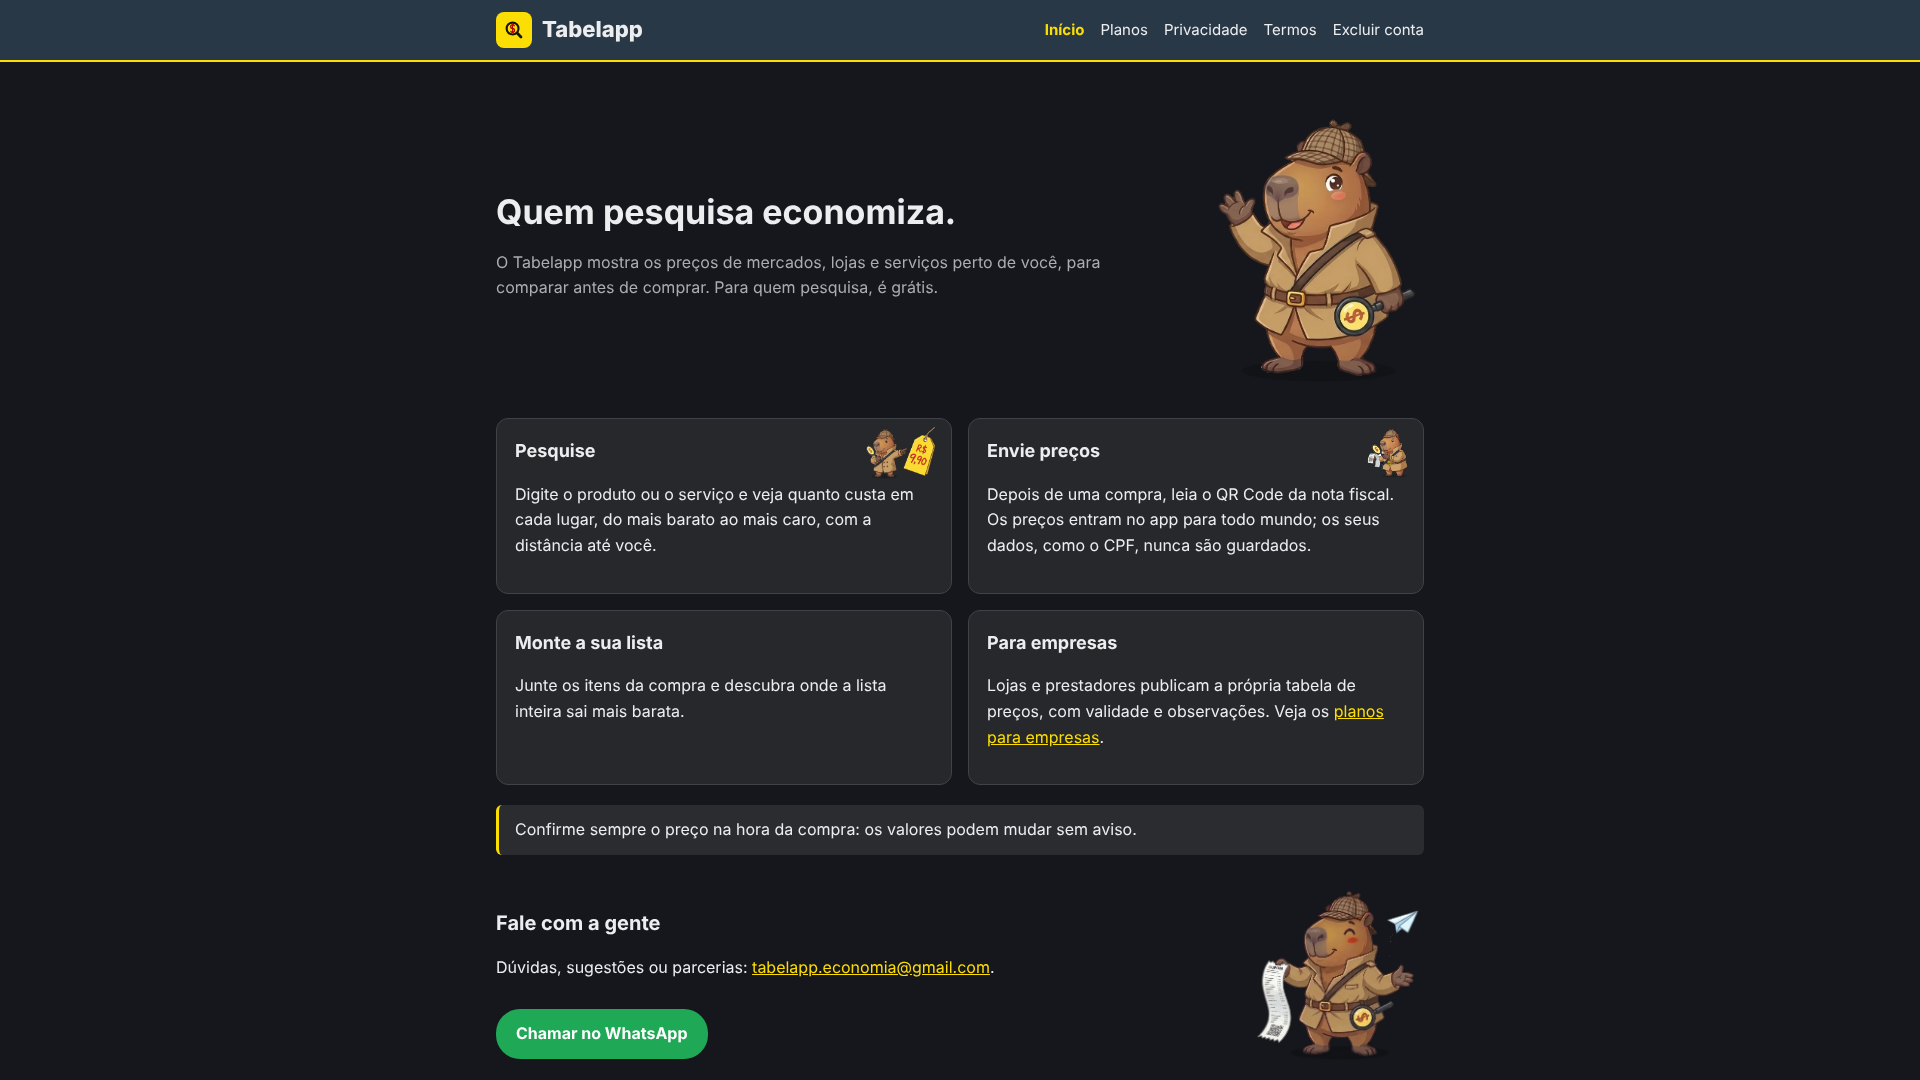 Tabelapp
Início
Planos
Privacidade
Termos
Excluir conta
Quem pesquisa economiza.
O Tabelapp mostra os preços de mercados, lojas e serviços perto de você, para
comparar antes de comprar. Para quem pesquisa, é grátis.
Pesquise
R$
9,90
Digite o produto ou o serviço e veja quanto custa em
cada lugar, do mais barato ao mais caro, com a
distância até você.
Envie preços
Depois de uma compra, leia o QR Code da nota fiscal.
Os preços entram no app para todo mundo; os seus
dados, como o CPF, nunca são guardados.
Monte a sua lista
Junte os itens da compra e descubra onde a lista
inteira sai mais barata.
Para empresas
Lojas e prestadores publicam a própria tabela de
preços, com validade e observações. Veja os planos
para empresas.
Confirme sempre o preço na hora da compra: os valores podem mudar sem aviso.
Fale com a gente
Dúvidas, sugestões ou parcerias: tabelapp.economia@gmail.com.
Chamar no WhatsApp